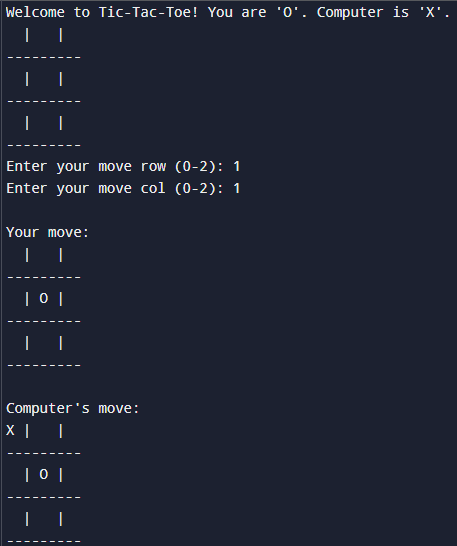 Welcome to Tic-Tac-Toe! You are 'O'. Computer is 'X'.
  |   |  
---------
  |   |  
---------
  |   |  
---------
Enter your move row (0-2): 1
Enter your move col (0-2): 1

Your move:
  |   |  
---------
  | O |  
---------
  |   |  
---------

Computer's move:
X |   |  
---------
  | O |  
---------
  |   |  
---------